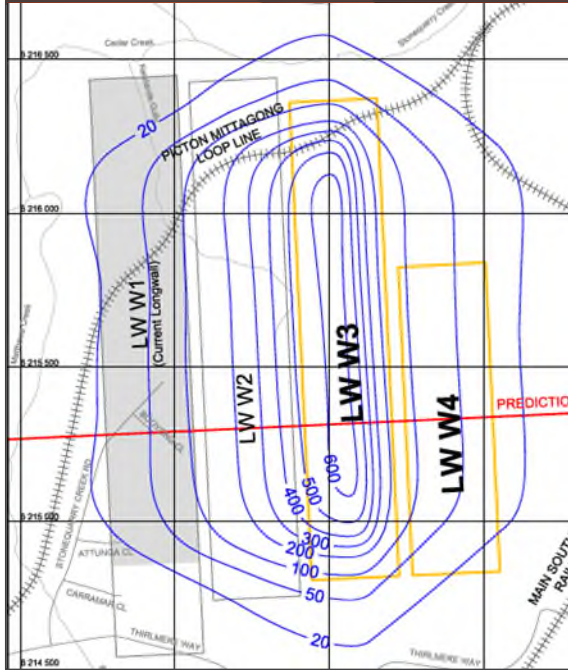 Cedar Creek
Stonequarry Creek
6 216 500
20
PICTON MITTAGONG
LOOP LINE
6 216 000
LW W1
(Current Longwall)
LW W2
LW W3
LW W4
6 215 500
PREDICTIO
600
500
400
300
200
100
50
20
STONEQUARRY CREEK RD
6 215 000
ATTUNGA CL
CARRAMAR CL
THIRLMERE WAY
THIRLMERE WAY
MAIN SOUTH
RAIL
6 214 500